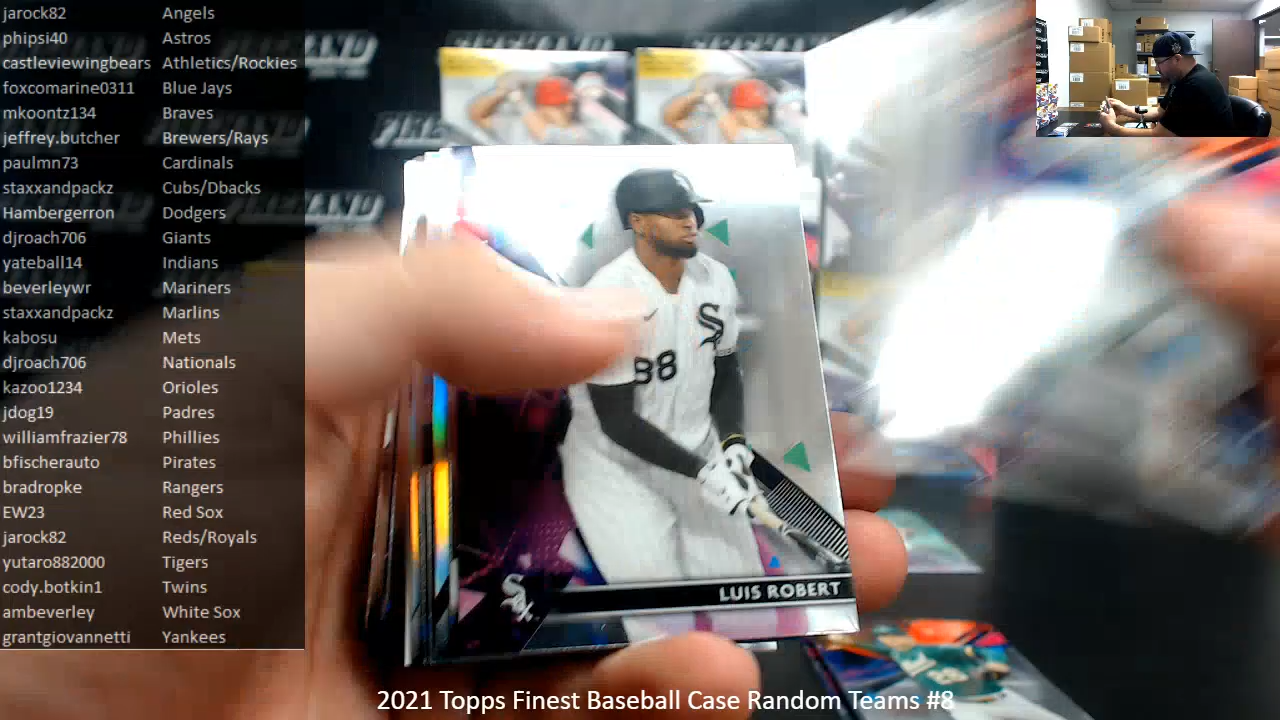 jarock82 Angels
phipsi40 Astros
castleviewingbears Athletics/Rockies
foxcomarine0311 Blue Jays
mkoontz134 Braves
jeffrey.butcher Brewers/Rays
paulmn73 Cardinals
staxxandpackz Cubs/Dbacks
Hambergerron Dodgers
djroach706 Giants
yateball14 Indians
beverleywr Mariners
staxxandpackz Marlins
kabosu Mets
djroach706 Nationals
kazoo1234 Orioles
jdog19 Padres
williamfrazier78 Phillies
bfischerauto Pirates
bradropke Rangers
EW23 Red Sox
jarock82 Reds/Royals
yutaro882000 Tigers
cody.botkin1 Twins
ambeverley White Sox
grantgiovannetti Yankees
88
LUIS ROBERT
2021 Topps Finest Baseball Case Random Teams #8